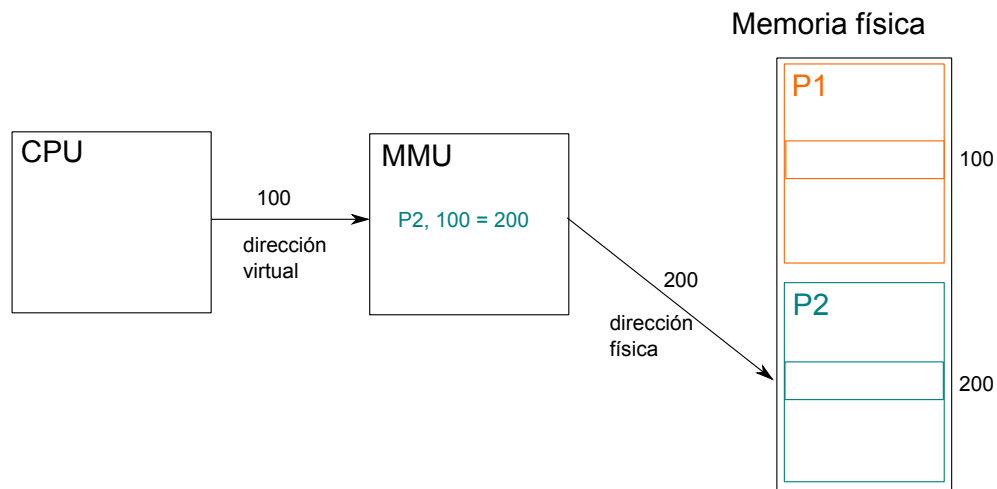 Memoria física
P1
CPU
MMU
100
100
P2, 100 = 200
dirección
virtual
200
P2
dirección
física
200